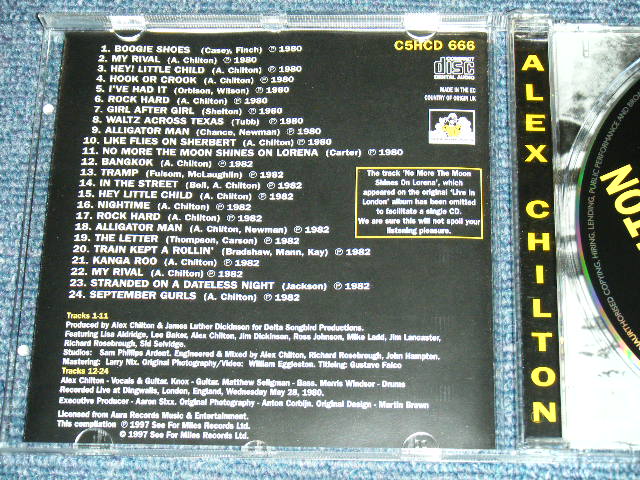 C5HCD 666
COMPACT
disc
DIGITAL AUDIO
MADE IN THE EC
COUNTRY OF ORIGIN UK
1. BOOGIE SHOES (Casey, Finch) ℗ 1980
2. MY RIVAL (A. Chilton) ℗ 1980
3. HEY! LITTLE CHILD (A. Chilton) ℗ 1980
4. HOOK OR CROOK (A. Chilton) ℗ 1980
5. I'VE HAD IT (Orbison, Wilson) ℗ 1980
6. ROCK HARD (A. Chilton) ℗ 1980
7. GIRL AFTER GIRL (Shelton) ℗ 1980
8. WALTZ ACROSS TEXAS (Tubb) ℗ 1980
9. ALLIGATOR MAN (Chance, Newman) ℗ 1980
10. LIKE FLIES ON SHERBERT (A. Chilton) ℗ 1980
11. NO MORE THE MOON SHINES ON LORENA (Carter) ℗ 1980
12. BANGKOK (A. Chilton) ℗ 1982
13. TRAMP (Fulsom, McLaughlin) ℗ 1982
14. IN THE STREET (Bell, A. Chilton) ℗ 1982
15. HEY LITTLE CHILD (A. Chilton) ℗ 1982
16. NIGHTIME (A. Chilton) ℗ 1982
17. ROCK HARD (A. Chilton) ℗ 1982
18. ALLIGATOR MAN (A. Chilton, Newman) ℗ 1982
19. THE LETTER (Thompson, Carson) ℗ 1982
20. TRAIN KEPT A ROLLIN' (Bradshaw, Mann, Kay) ℗ 1982
21. KANGA ROO (A. Chilton) ℗ 1982
22. MY RIVAL (A. Chilton) ℗ 1982
23. STRANDED ON A DATELESS NIGHT (Jackson) ℗ 1982
24. SEPTEMBER GURLS (A. Chilton) ℗ 1982
The track 'No More The Moon
Shines On Lorena', which
appeared on the original 'Live in
London' album has been omitted
to facilitate a single CD.
We are sure this will not spoil your
listening pleasure.
Tracks 1-11
Produced by Alex Chilton & James Luther Dickinson for Delta Songbird Productions.
Featuring Lisa Aldridge, Lee Baker, Alex Chilton, Jim Dickinson, Ross Johnson, Mike Ladd, Jim Lancaster,
Richard Rosebrough, Sid Selvidge.
Studios: Sam Phillips Ardent. Engineered & Mixed by Alex Chilton, Richard Rosebrough, John Hampton.
Mastering: Larry Nix. Original Photography/Video: William Eggleston. Titleing: Gustavo Falco
Tracks 12-24
Alex Chilton - Vocals & Guitar. Knox - Guitar. Matthew Seligman - Bass. Morris Windsor - Drums
Recorded Live at Dingwalls, London, England, Wednesday May 28, 1980.
Executive Producer - Aaron Sixx. Original Photography - Anton Corbijn. Original Design - Martin Brawn
Licensed from Aura Records Music & Entertainment.
This compilation ℗ 1997 See For Miles Records Ltd.
© 1997 See For Miles Records Ltd.
ALEX CHILTON
UNAUTHORISED COPYING, HIRING, LENDING, PUBLIC PERFORMANCE AND